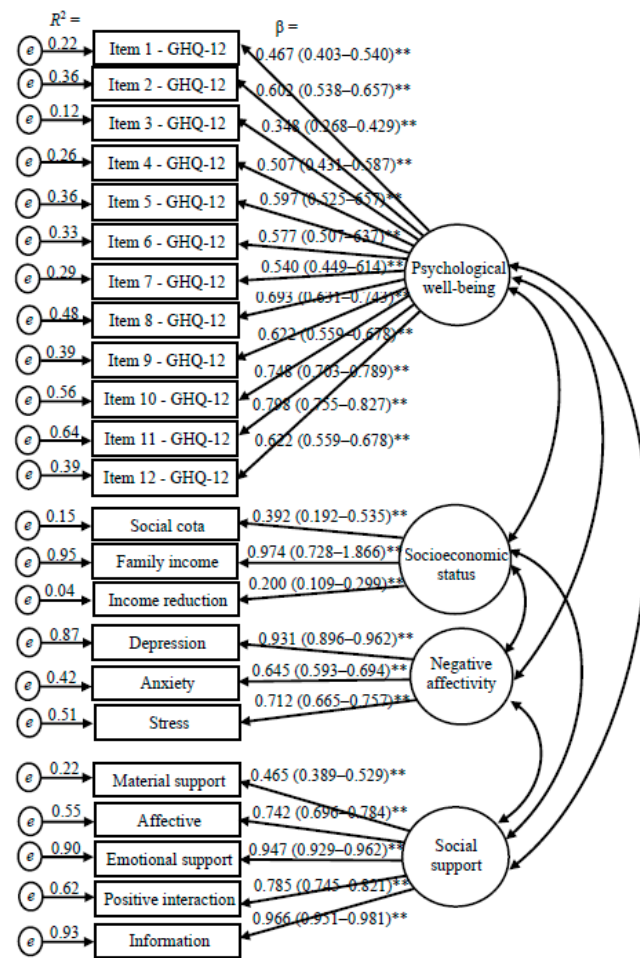 R² = β =
e 0.22 Item 1 - GHQ-12 0.467 (0.403–0.540)**
e 0.36 Item 2 - GHQ-12 0.602 (0.538–0.657)**
e 0.12 Item 3 - GHQ-12 0.348 (0.268–0.429)**
e 0.26 Item 4 - GHQ-12 0.507 (0.431–0.587)**
e 0.36 Item 5 - GHQ-12 0.597 (0.525–657)**
e 0.33 Item 6 - GHQ-12 0.577 (0.507–637)**
e 0.29 Item 7 - GHQ-12 0.540 (0.449–614)**
e 0.48 Item 8 - GHQ-12 0.693 (0.631–0.743)**
e 0.39 Item 9 - GHQ-12 0.622 (0.559–0.678)**
e 0.56 Item 10 - GHQ-12 0.748 (0.703–0.789)**
e 0.64 Item 11 - GHQ-12 0.798 (0.755–0.827)**
e 0.39 Item 12 - GHQ-12 0.622 (0.559–0.678)**
Psychological
well-being
e 0.15 Social cota 0.392 (0.192–0.535)**
e 0.95 Family income 0.974 (0.728–1.866)**
e 0.04 Income reduction 0.200 (0.109–0.299)**
Socioeconomic
status
e 0.87 Depression 0.931 (0.896–0.962)**
e 0.42 Anxiety 0.645 (0.593–0.694)**
e 0.51 Stress 0.712 (0.665–0.757)**
Negative
affectivity
e 0.22 Material support 0.465 (0.389–0.529)**
e 0.55 Affective 0.742 (0.696–0.784)**
e 0.90 Emotional support 0.947 (0.929–0.962)**
e 0.62 Positive interaction 0.785 (0.745–0.821)**
e 0.93 Information 0.966 (0.951–0.981)**
Social
support